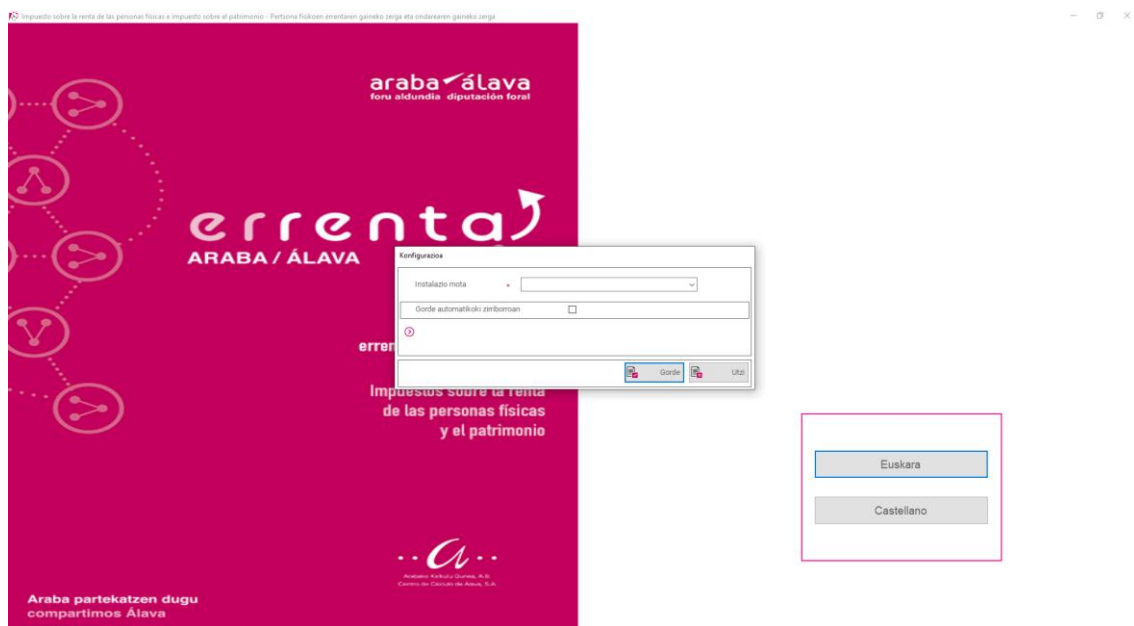 Impuesto sobre la renta de las personas físicas e impuesto sobre el patrimonio - Pertsona fisikoen errentaren gaineko zerga eta ondarearen gaineko zerga
araba álava
foru aldundia diputación foral
errenta
ARABA / ÁLAVA
Konfigurazioa
Instalazio mota *
Gorde automatikoki zirriborroan
Gorde
Utzi
Impuestos sobre la renta
de las personas físicas
y el patrimonio
Euskara
Castellano
a
Arabako Kalkulu Gunea, A.B.
Centro de Cálculo de Álava, S.A.
Araba partekatzen dugu
compartimos Álava